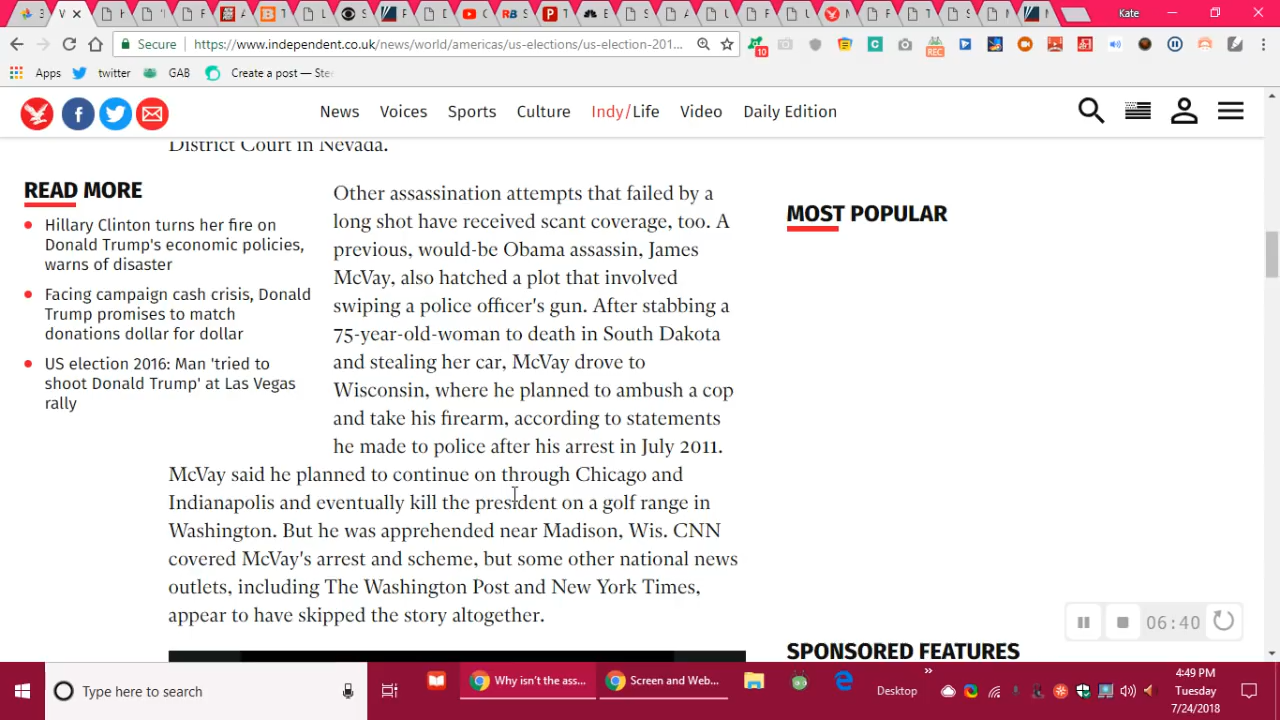 Kate
Secure
https://www.independent.co.uk/news/world/americas/us-elections/us-election-201...
10
REC
Apps
twitter
GAB
Create a post — Ste
News
Voices
Sports
Culture
Indy/Life
Video
Daily Edition
District Court in Nevada.
READ MORE
Hillary Clinton turns her fire on
Donald Trump's economic policies,
warns of disaster
Facing campaign cash crisis, Donald
Trump promises to match
donations dollar for dollar
US election 2016: Man 'tried to
shoot Donald Trump' at Las Vegas
rally
Other assassination attempts that failed by a
long shot have received scant coverage, too. A
previous, would-be Obama assassin, James
McVay, also hatched a plot that involved
swiping a police officer's gun. After stabbing a
75-year-old-woman to death in South Dakota
and stealing her car, McVay drove to
Wisconsin, where he planned to ambush a cop
and take his firearm, according to statements
he made to police after his arrest in July 2011.
McVay said he planned to continue on through Chicago and
Indianapolis and eventually kill the president on a golf range in
Washington. But he was apprehended near Madison, Wis. CNN
covered McVay's arrest and scheme, but some other national news
outlets, including The Washington Post and New York Times,
appear to have skipped the story altogether.
MOST POPULAR
06:40
SPONSORED FEATURES
Type here to search
Why isn't the ass...
Screen and Web...
Desktop
4:49 PM
Tuesday
7/24/2018